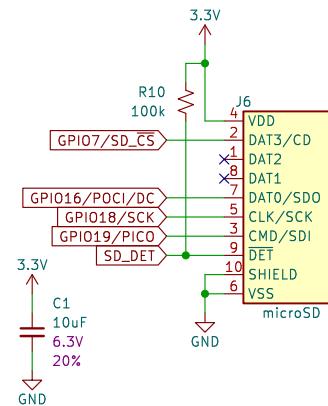 3.3V
J6
R10
100k
4 VDD
GPIO7/SD_CS 2 DAT3/CD
1 DAT2
8 DAT1
GPIO16/POCI/DC 7 DAT0/SDO
GPIO18/SCK 5 CLK/SCK
GPIO19/PICO 3 CMD/SDI
SD_DET 9 DET
10 SHIELD
6 VSS
microSD
GND
3.3V
C1
10uF
6.3V
20%
GND